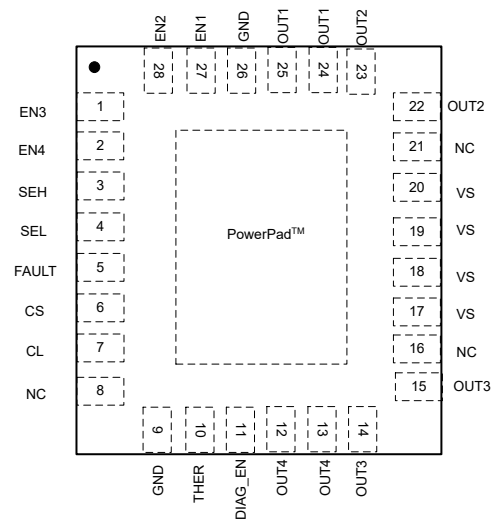 EN2 EN1 GND OUT1 OUT1 OUT2
28 27 26 25 24 23
EN3 1
EN4 2
SEH 3
SEL 4
FAULT 5
CS 6
CL 7
NC 8
PowerPad™
22 OUT2
21 NC
20 VS
19 VS
18 VS
17 VS
16 NC
15 OUT3
9 10 11 12 13 14
GND THER DIAG_EN OUT4 OUT4 OUT3